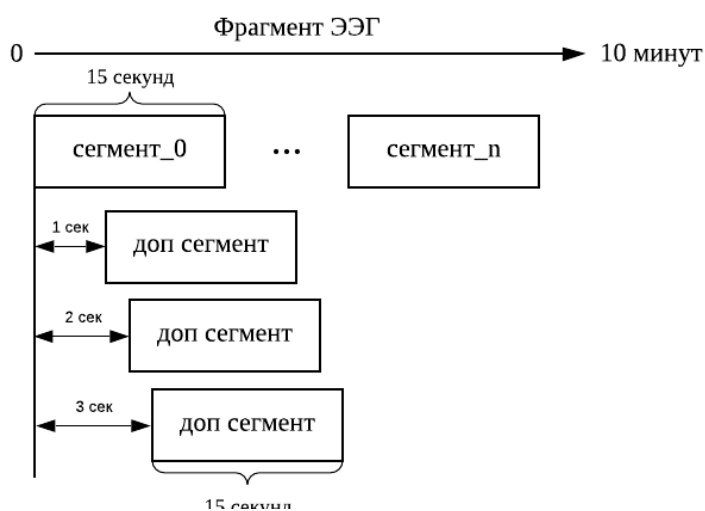 Фрагмент ЭЭГ
0
10 минут
15 секунд
сегмент_0
...
сегмент_n
1 сек
доп сегмент
2 сек
доп сегмент
3 сек
доп сегмент
15 секунд